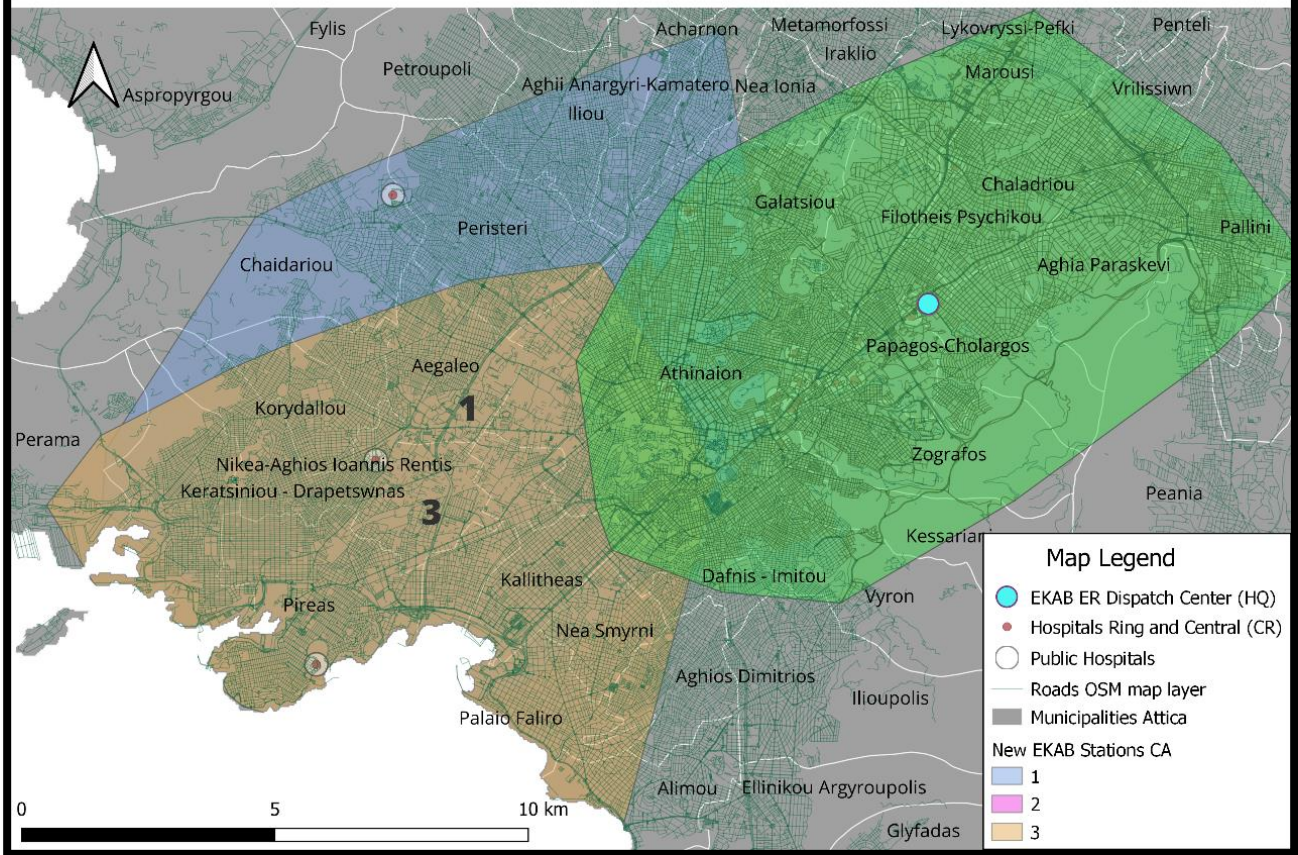 Fylis
Acharnon
Metamorfossi
Lykovryssi-Pefki
Penteli
Iraklio
Petroupoli
Marousi
Aspropyrgou
Aghii Anargyri-Kamatero
Nea Ionia
Vrilissiwn
Iliou
Chaladriou
Galatsiou
Filotheis Psychikou
Peristeri
Pallini
Chaidariou
Aghia Paraskevi
Papagos-Cholargos
Aegaleo
Athinaion
Korydallou
1
Perama
Zografos
Nikea-Aghios Ioannis Rentis
Keratsiniou - Drapetswnas
Peania
3
Kessariani
Kallitheas
Dafnis - Imitou
Vyron
Pireas
Nea Smyrni
Aghios Dimitrios
Ilioupolis
Palaio Faliro
Alimou
Ellinikou Argyroupolis
Glyfadas
0 5 10 km
Map Legend
EKAB ER Dispatch Center (HQ)
Hospitals Ring and Central (CR)
Public Hospitals
Roads OSM map layer
Municipalities Attica
New EKAB Stations CA
1
2
3